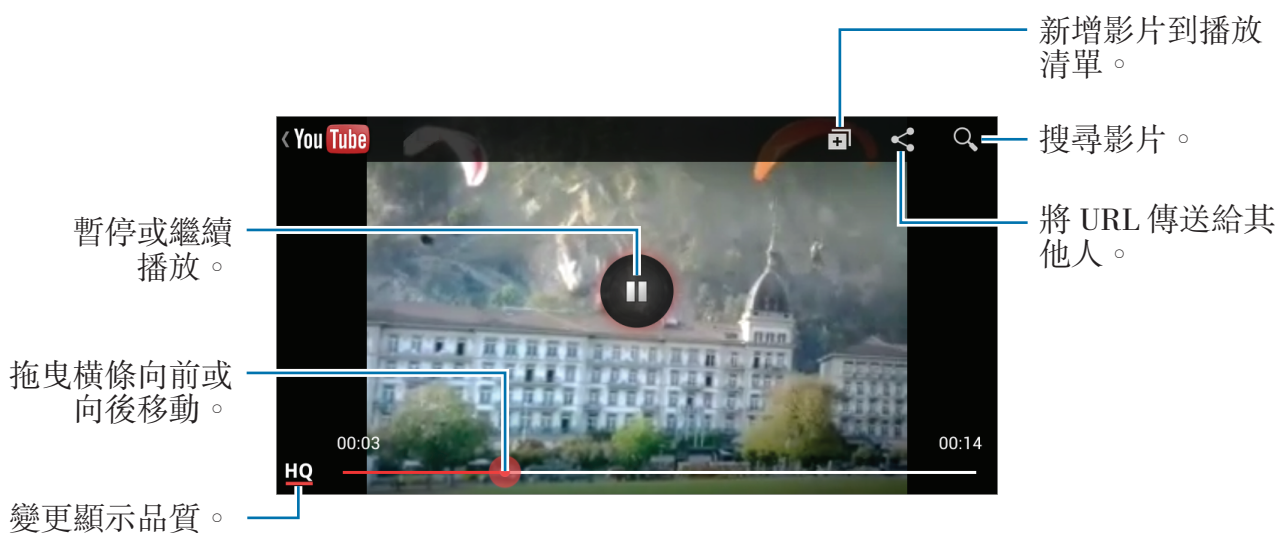 新增影片到播放
清單。
You Tube
搜尋影片。
將 URL 傳送給其
他人。
暫停或繼續
播放。
拖曳橫條向前或
向後移動。
00:03
00:14
HQ
變更顯示品質。